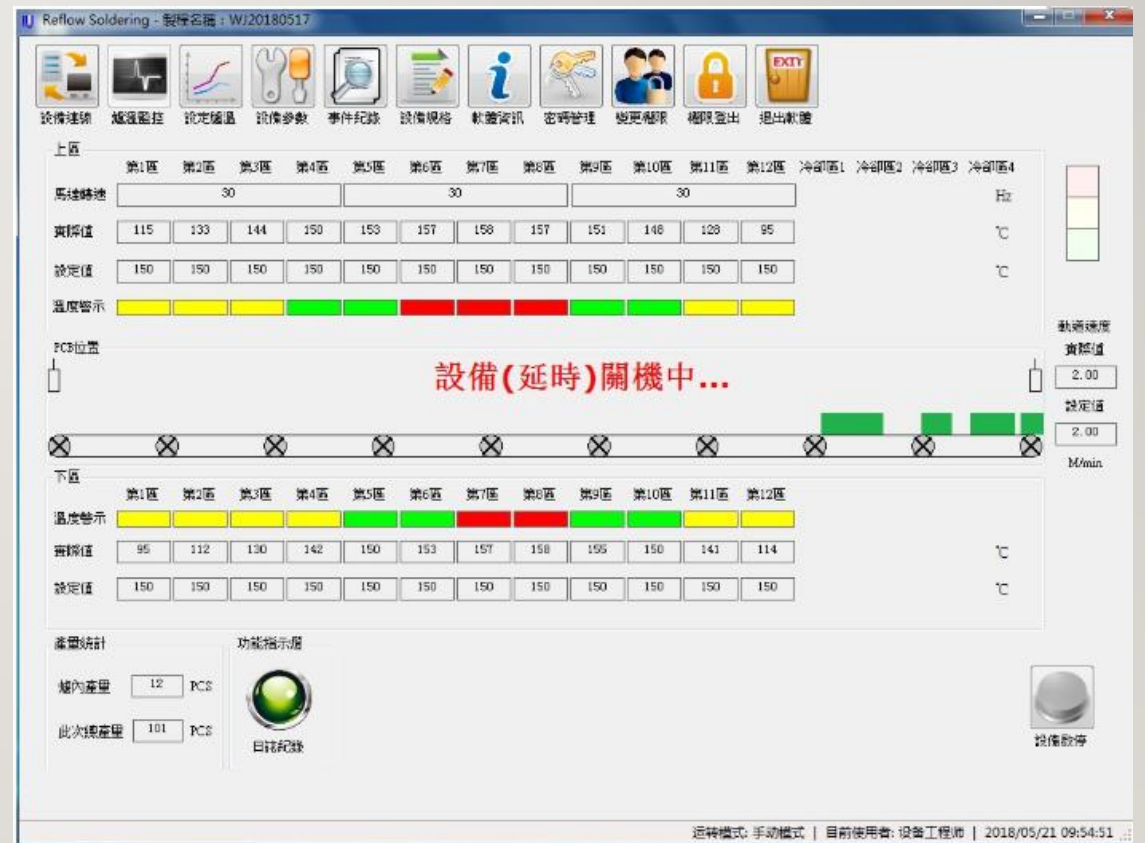 Reflow Soldering - 製程名稱 : WJ20180517
設備連線 爐溫監控 設定爐溫 設備參數 事件紀錄 設備規格 軟體資訊 密碼管理 變更權限 權限登出 退出軟體
EXIT
上區
第1區 第2區 第3區 第4區 第5區 第6區 第7區 第8區 第9區 第10區 第11區 第12區 冷卻區1 冷卻區2 冷卻區3 冷卻區4
馬達轉速 30 30 30 Hz
實際值 115 133 144 150 153 157 158 157 151 148 128 95 ℃
設定值 150 150 150 150 150 150 150 150 150 150 150 150 ℃
溫度警示
PCB位置
設備(延時)關機中...
軌道速度
實際值
2.00
設定值
2.00
M/min
下區
第1區 第2區 第3區 第4區 第5區 第6區 第7區 第8區 第9區 第10區 第11區 第12區
溫度警示
實際值 95 112 130 142 150 153 157 158 155 150 141 114 ℃
設定值 150 150 150 150 150 150 150 150 150 150 150 150 ℃
產量統計
爐內產量 12 PCS
此次總產量 101 PCS
功能指示燈
日誌紀錄
設備啟停
运转模式: 手动模式 | 目前使用者: 设备工程师 | 2018/05/21 09:54:51